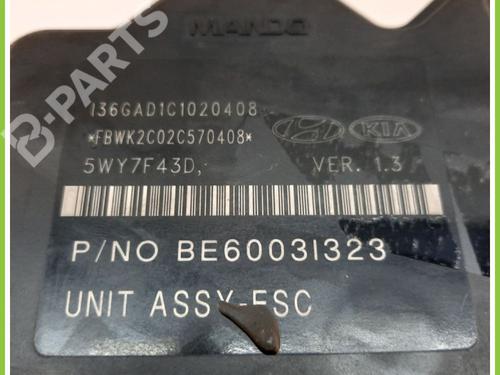 MANDO
B-PARTS
136GAD1C1020408
*FBWK2C02C570408*
KIA
5WY7F43D,
VER. 1.3
P/NO BE60031323
UNIT ASSY-ESC